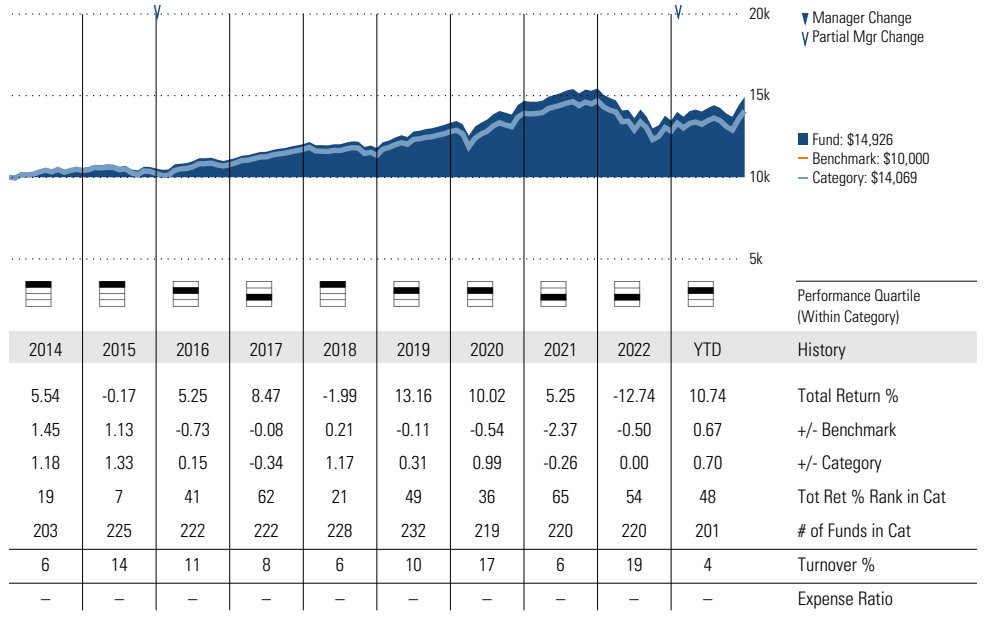 20k
Manager Change
Partial Mgr Change
15k
Fund: $14,926
Benchmark: $10,000
10k
Category: $14,069
5k
Performance Quartile
(Within Category)
2014 2015 2016 2017 2018 2019 2020 2021 2022 YTD History
5.54 -0.17 5.25 8.47 -1.99 13.16 10.02 5.25 -12.74 10.74 Total Return %
1.45 1.13 -0.73 -0.08 0.21 -0.11 -0.54 -2.37 -0.50 0.67 +/- Benchmark
1.18 1.33 0.15 -0.34 1.17 0.31 0.99 -0.26 0.00 0.70 +/- Category
19 7 41 62 21 49 36 65 54 48 Tot Ret % Rank in Cat
203 225 222 222 228 232 219 220 220 201 # of Funds in Cat
6 14 11 8 6 10 17 6 19 4 Turnover %
– – – – – – – – – – Expense Ratio